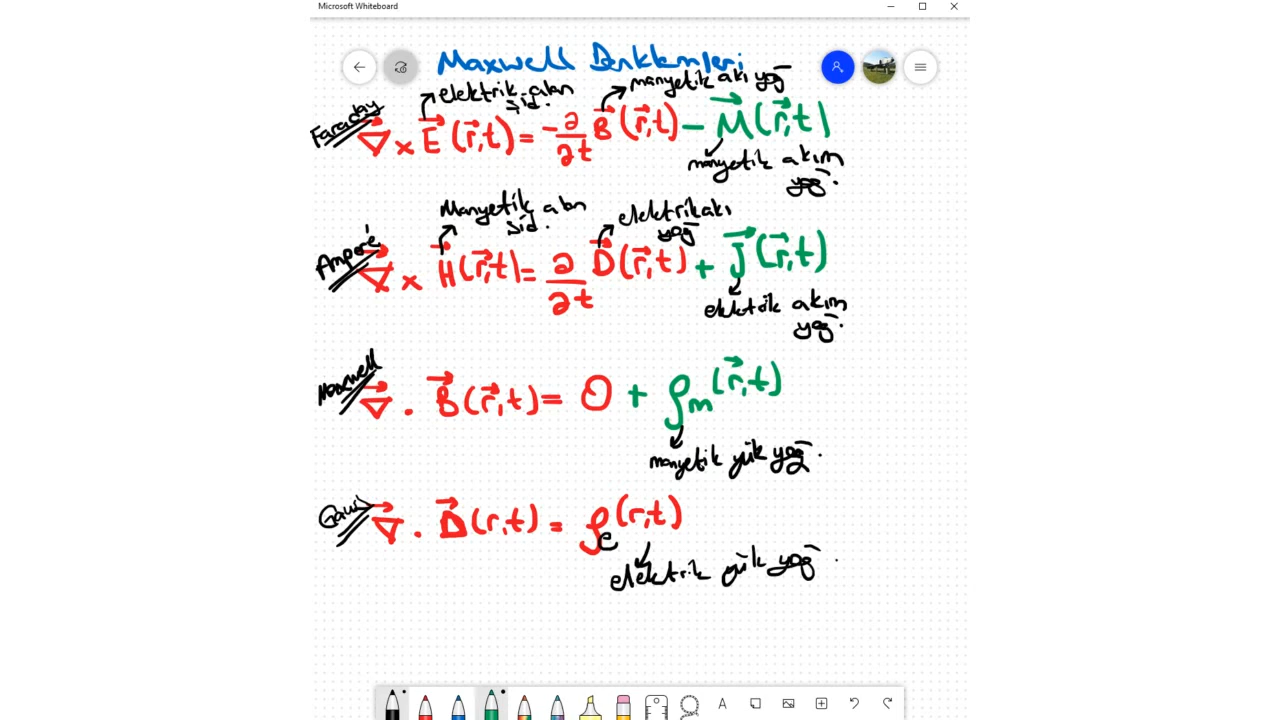 Microsoft Whiteboard
Maxwell Denklemleri
elektrik alan şid.
manyetik akı yoğ
Faraday
∇⃗ × E⃗ (r⃗,t) = -∂/∂t B⃗ (r⃗,t) - M⃗ (r⃗,t)
manyetik akım yoğ.
Manyetik alan şid.
elektrik akı yoğ
Ampere
∇⃗ × H⃗ (r⃗,t) = ∂/∂t D⃗ (r⃗,t) + J⃗ (r⃗,t)
elektrik akım yoğ.
Maxwell
∇⃗ . B⃗ (r⃗,t) = 0 + ρm (r⃗,t)
manyetik yük yoğ.
Gauss
∇⃗ . D⃗ (r,t) = ρe (r,t)
elektrik yük yoğ.
A